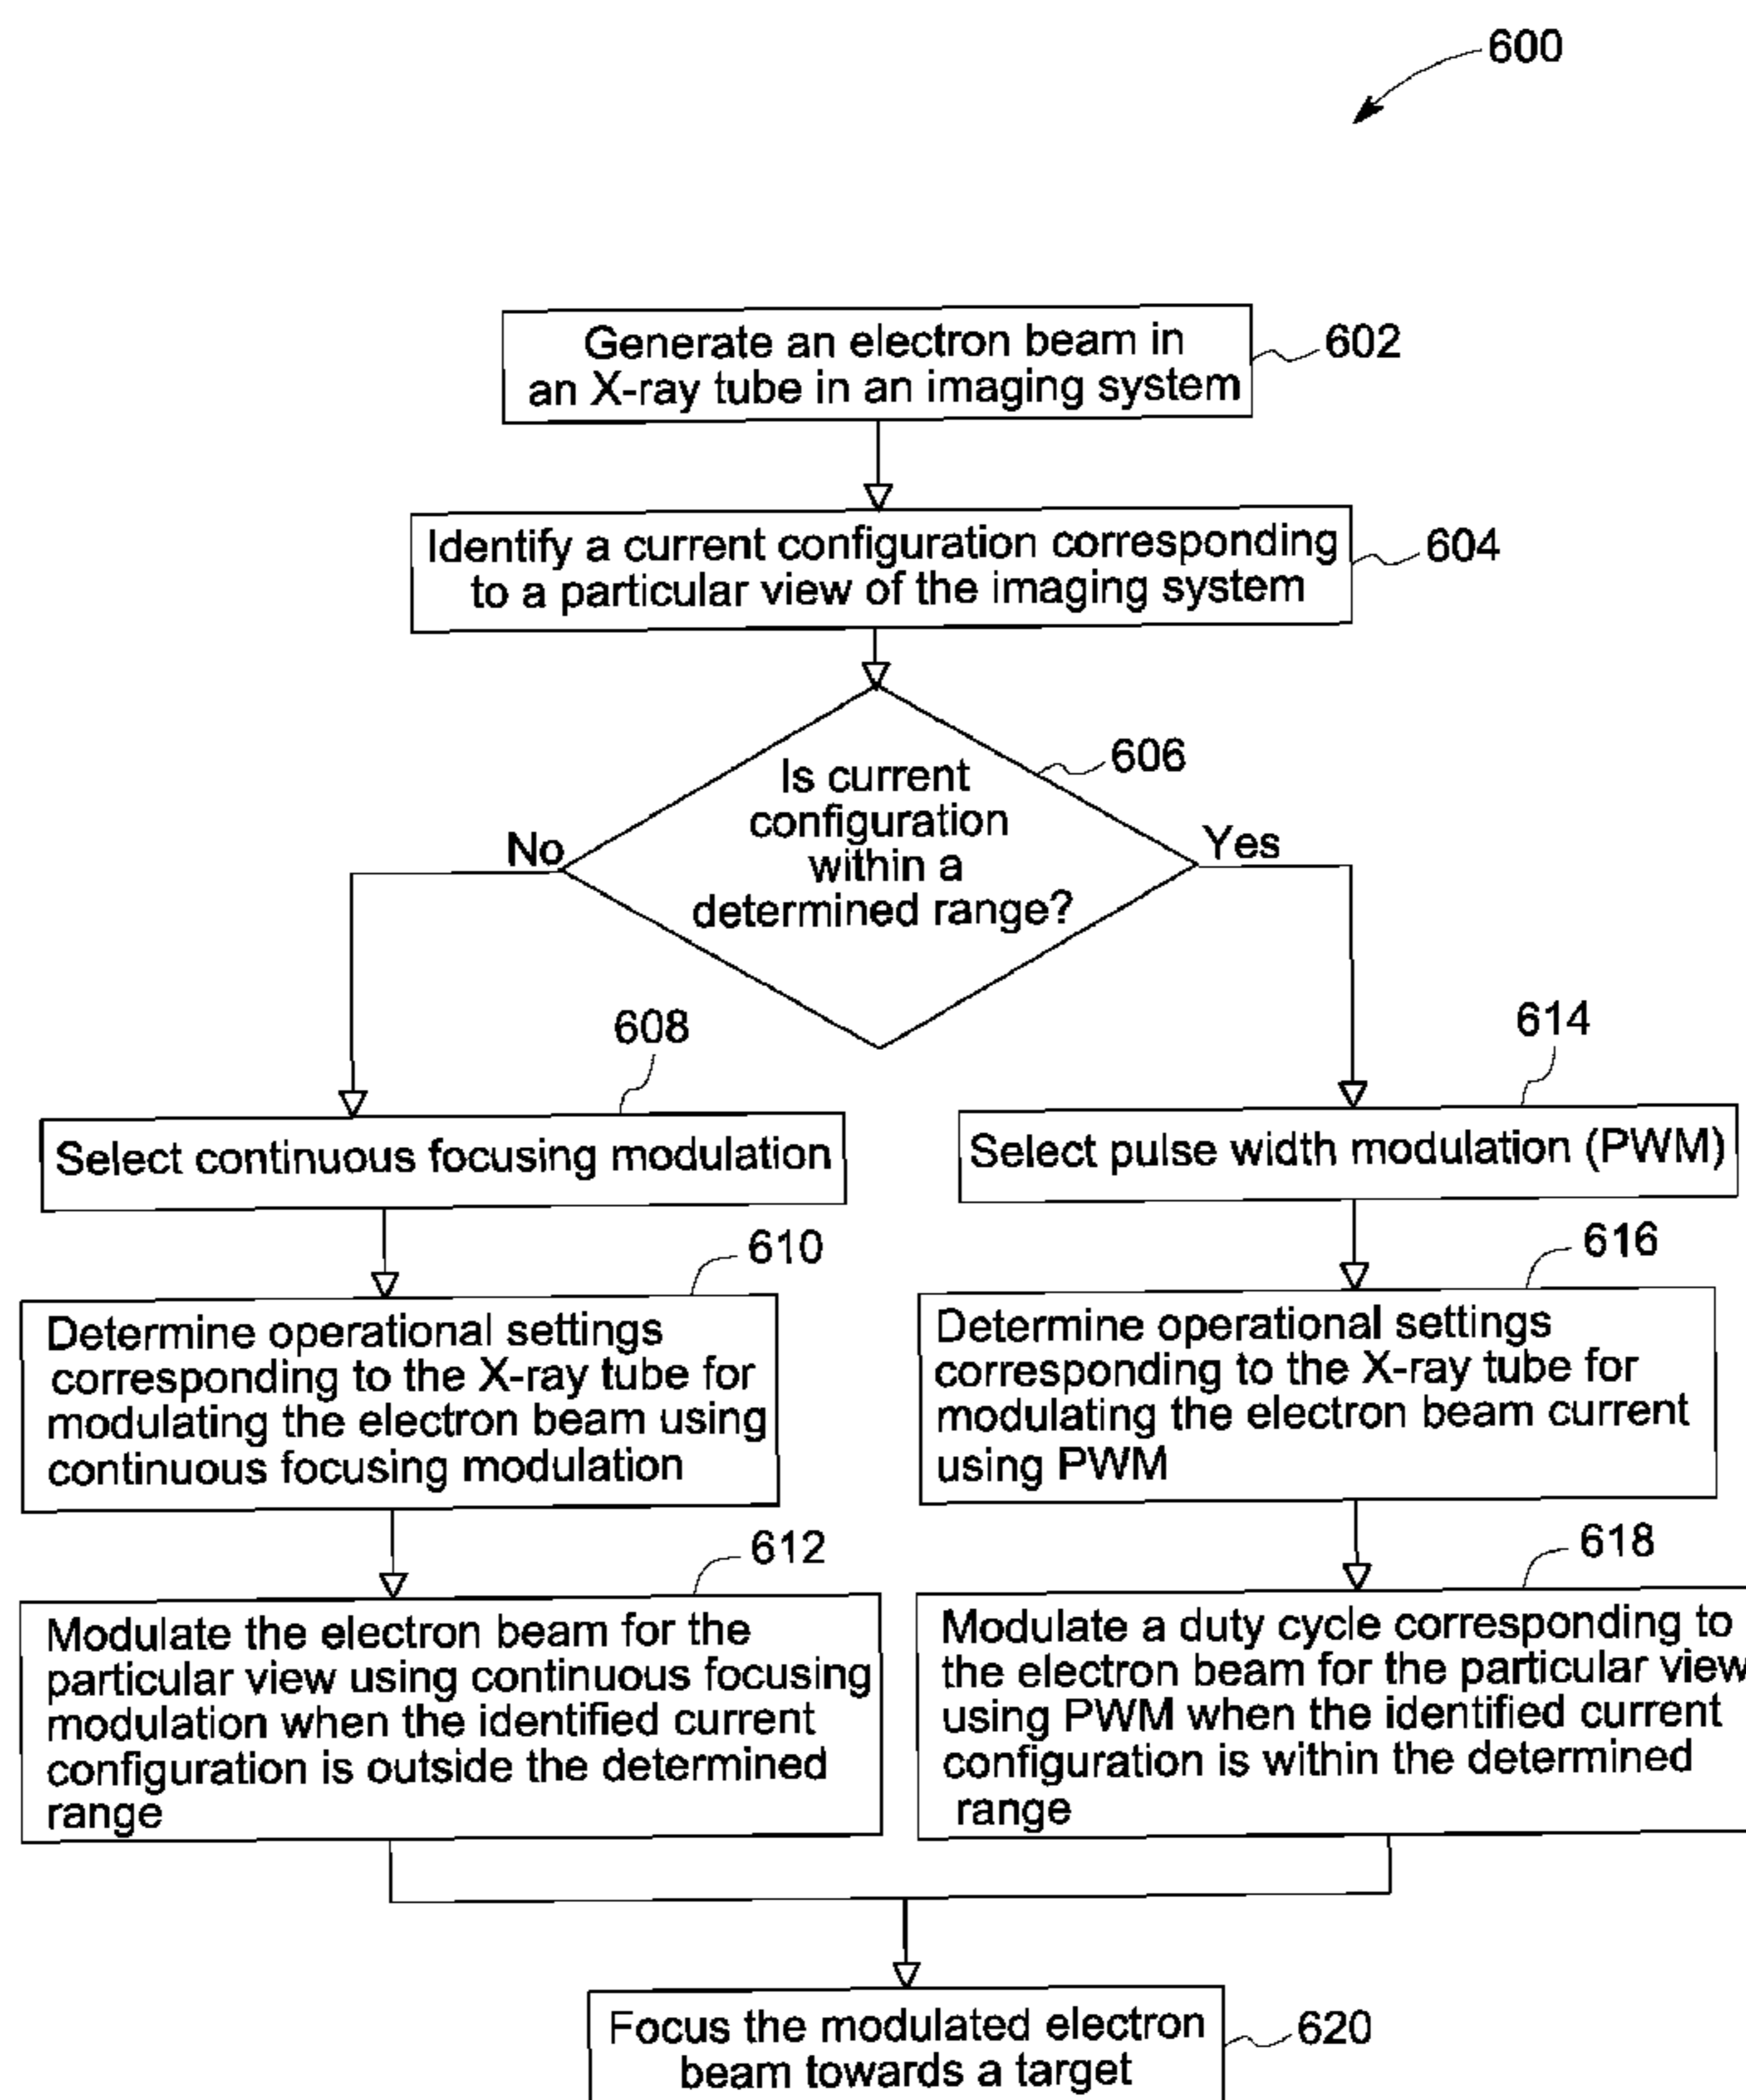 600
Generate an electron beam in
an X-ray tube in an imaging system
602
Identify a current configuration corresponding
to a particular view of the imaging system
604
Is current
configuration
within a
determined range?
606
No
Yes
608
Select continuous focusing modulation
614
Select pulse width modulation (PWM)
610
Determine operational settings
corresponding to the X-ray tube for
modulating the electron beam using
continuous focusing modulation
616
Determine operational settings
corresponding to the X-ray tube for
modulating the electron beam current
using PWM
612
Modulate the electron beam for the
particular view using continuous focusing
modulation when the identified current
configuration is outside the determined
range
618
Modulate a duty cycle corresponding to
the electron beam for the particular view
using PWM when the identified current
configuration is within the determined
range
Focus the modulated electron
beam towards a target
620